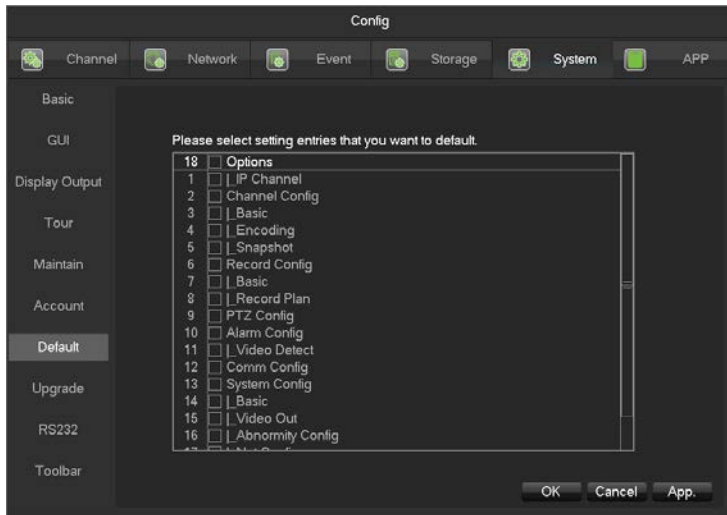 Config
Channel Network Event Storage System APP
Basic
GUI
Display Output
Tour
Maintain
Account
Default
Upgrade
RS232
Toolbar
Please select setting entries that you want to default.
18 Options
1 |_IP Channel
2 Channel Config
3 |_Basic
4 |_Encoding
5 |_Snapshot
6 Record Config
7 |_Basic
8 |_Record Plan
9 PTZ Config
10 Alarm Config
11 |_Video Detect
12 Comm Config
13 System Config
14 |_Basic
15 |_Video Out
16 |_Abnormity Config
OK Cancel App.